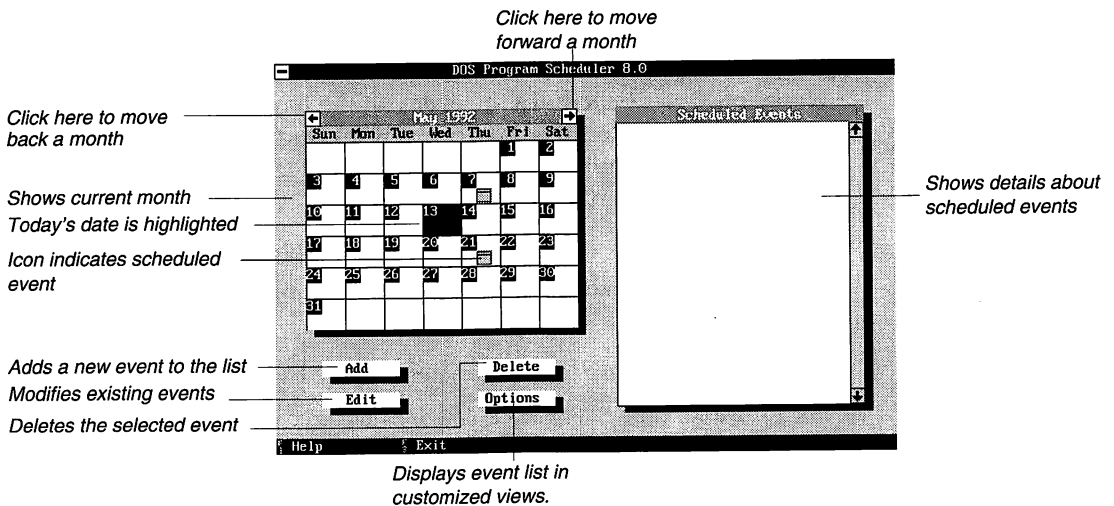 Click here to move
forward a month
DOS Program Scheduler 8.0
Click here to move
back a month
May 1992
Scheduled Events
Sun Mon Tue Wed Thu Fri Sat
1 2
Shows current month
3 4 5 6 7 8 9
Shows details about
scheduled events
Today's date is highlighted
10 11 12 13 14 15 16
Icon indicates scheduled
event
17 18 19 20 21 22 23
24 25 26 27 28 29 30
31
Adds a new event to the list
Add Delete
Modifies existing events
Edit Options
Deletes the selected event
Help Exit
Displays event list in
customized views.